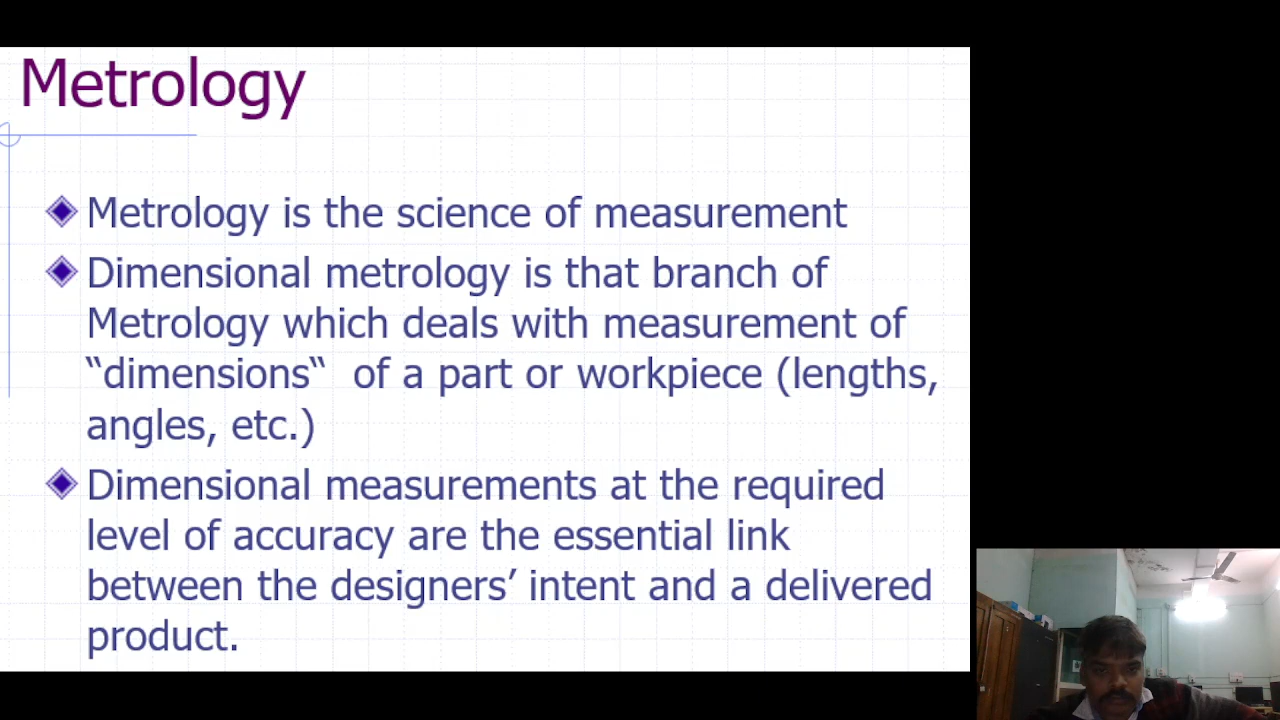 Metrology
Metrology is the science of measurement
Dimensional metrology is that branch of
Metrology which deals with measurement of
“dimensions“ of a part or workpiece (lengths,
angles, etc.)
Dimensional measurements at the required
level of accuracy are the essential link
between the designers’ intent and a delivered
product.